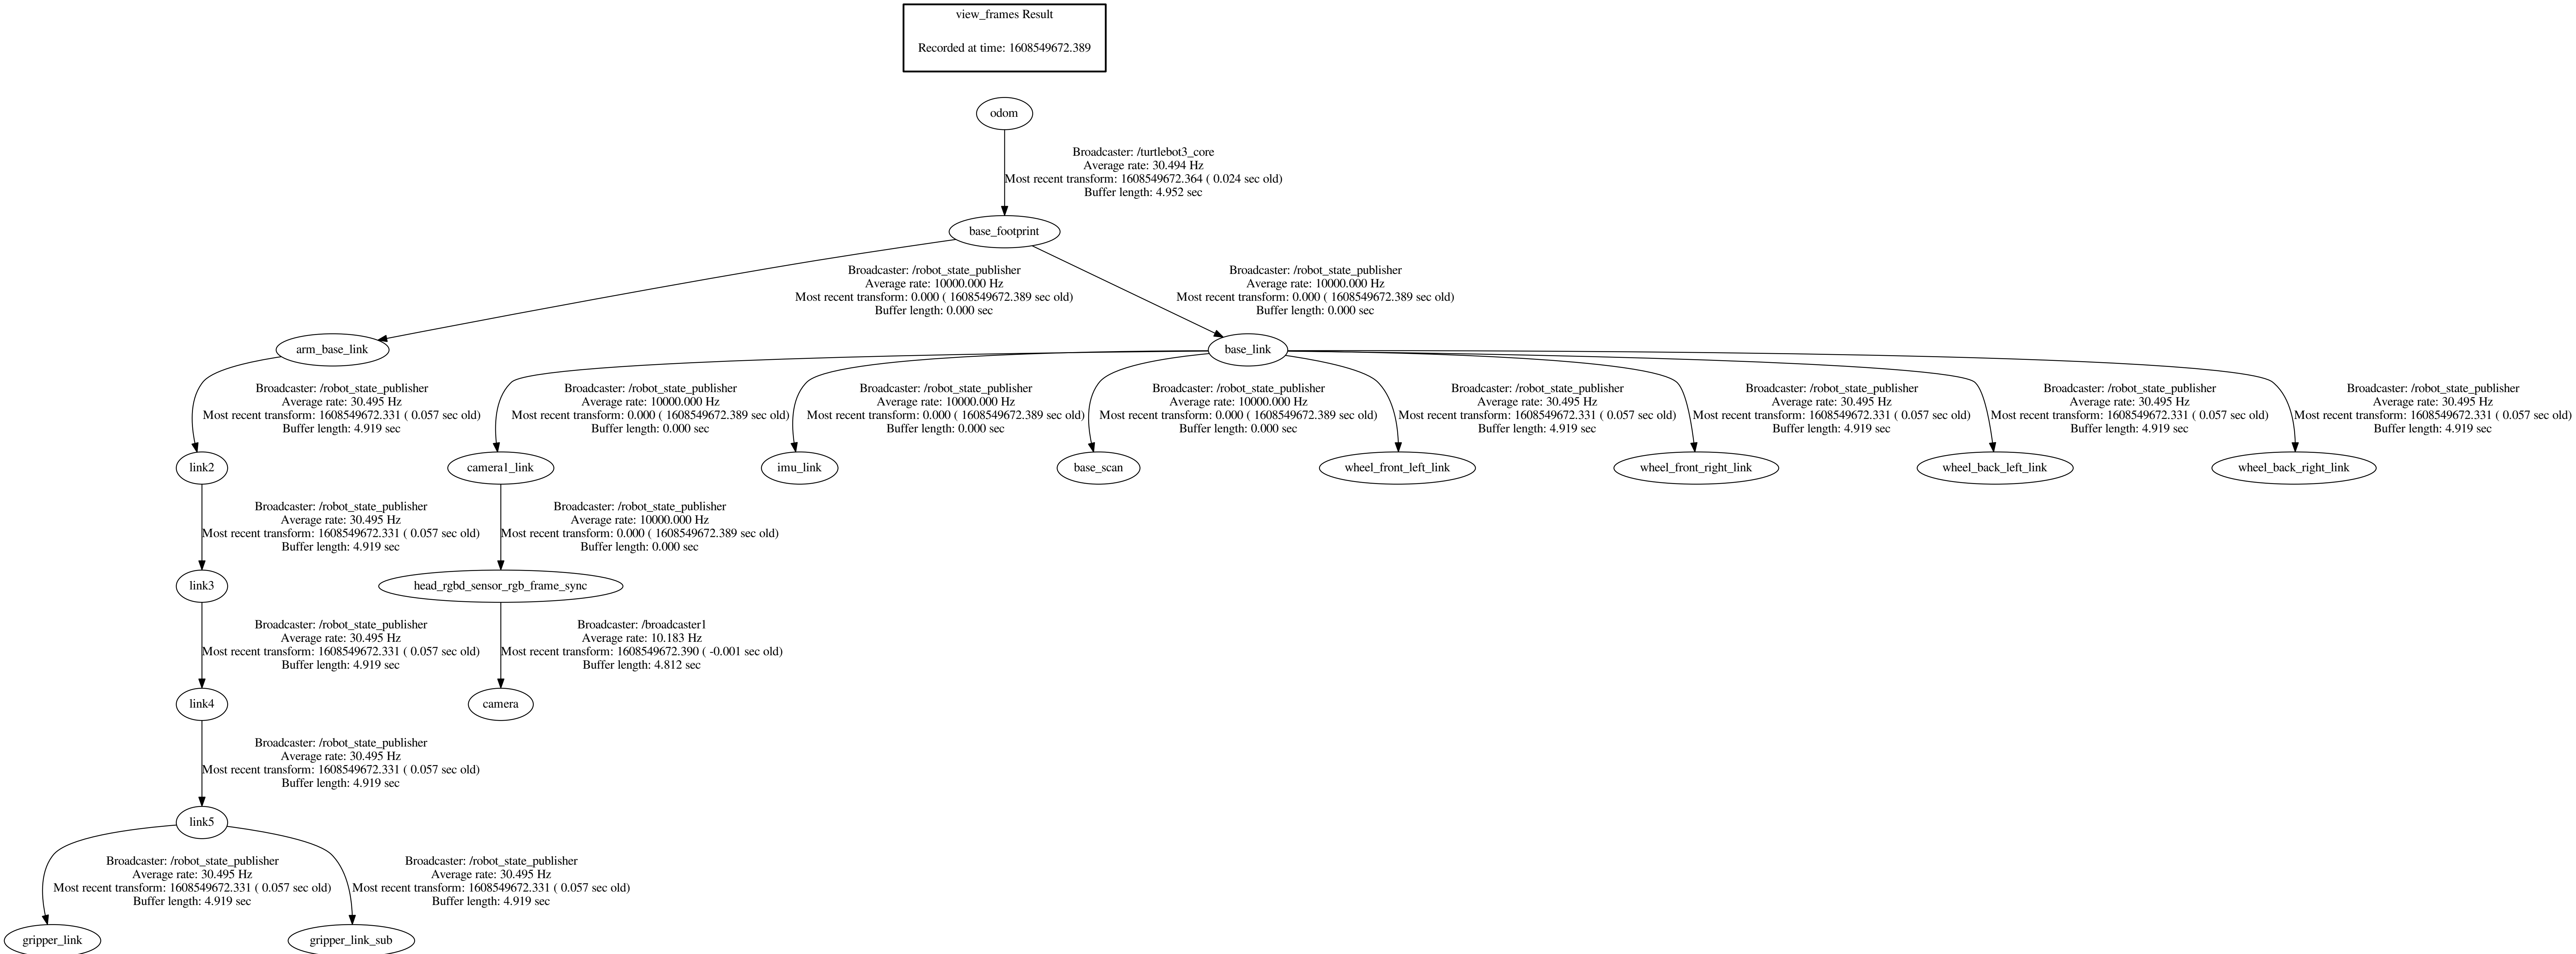 view_frames Result
Recorded at time: 1608549672.389
odom
Broadcaster: /turtlebot3_core
Average rate: 30.494 Hz
Most recent transform: 1608549672.364 ( 0.024 sec old)
Buffer length: 4.952 sec
base_footprint
Broadcaster: /robot_state_publisher
Average rate: 10000.000 Hz
Most recent transform: 0.000 ( 1608549672.389 sec old)
Buffer length: 0.000 sec
Broadcaster: /robot_state_publisher
Average rate: 10000.000 Hz
Most recent transform: 0.000 ( 1608549672.389 sec old)
Buffer length: 0.000 sec
arm_base_link
base_link
Broadcaster: /robot_state_publisher
Average rate: 30.495 Hz
Most recent transform: 1608549672.331 ( 0.057 sec old)
Buffer length: 4.919 sec
Broadcaster: /robot_state_publisher
Average rate: 10000.000 Hz
Most recent transform: 0.000 ( 1608549672.389 sec old)
Buffer length: 0.000 sec
Broadcaster: /robot_state_publisher
Average rate: 10000.000 Hz
Most recent transform: 0.000 ( 1608549672.389 sec old)
Buffer length: 0.000 sec
Broadcaster: /robot_state_publisher
Average rate: 10000.000 Hz
Most recent transform: 0.000 ( 1608549672.389 sec old)
Buffer length: 0.000 sec
Broadcaster: /robot_state_publisher
Average rate: 30.495 Hz
Most recent transform: 1608549672.331 ( 0.057 sec old)
Buffer length: 4.919 sec
Broadcaster: /robot_state_publisher
Average rate: 30.495 Hz
Most recent transform: 1608549672.331 ( 0.057 sec old)
Buffer length: 4.919 sec
Broadcaster: /robot_state_publisher
Average rate: 30.495 Hz
Most recent transform: 1608549672.331 ( 0.057 sec old)
Buffer length: 4.919 sec
Broadcaster: /robot_state_publisher
Average rate: 30.495 Hz
Most recent transform: 1608549672.331 ( 0.057 sec old)
Buffer length: 4.919 sec
link2
camera1_link
imu_link
base_scan
wheel_front_left_link
wheel_front_right_link
wheel_back_left_link
wheel_back_right_link
Broadcaster: /robot_state_publisher
Average rate: 30.495 Hz
Most recent transform: 1608549672.331 ( 0.057 sec old)
Buffer length: 4.919 sec
Broadcaster: /robot_state_publisher
Average rate: 10000.000 Hz
Most recent transform: 0.000 ( 1608549672.389 sec old)
Buffer length: 0.000 sec
link3
head_rgbd_sensor_rgb_frame_sync
Broadcaster: /robot_state_publisher
Average rate: 30.495 Hz
Most recent transform: 1608549672.331 ( 0.057 sec old)
Buffer length: 4.919 sec
Broadcaster: /broadcaster1
Average rate: 10.183 Hz
Most recent transform: 1608549672.390 ( -0.001 sec old)
Buffer length: 4.812 sec
link4
camera
Broadcaster: /robot_state_publisher
Average rate: 30.495 Hz
Most recent transform: 1608549672.331 ( 0.057 sec old)
Buffer length: 4.919 sec
link5
Broadcaster: /robot_state_publisher
Average rate: 30.495 Hz
Most recent transform: 1608549672.331 ( 0.057 sec old)
Buffer length: 4.919 sec
Broadcaster: /robot_state_publisher
Average rate: 30.495 Hz
Most recent transform: 1608549672.331 ( 0.057 sec old)
Buffer length: 4.919 sec
gripper_link
gripper_link_sub